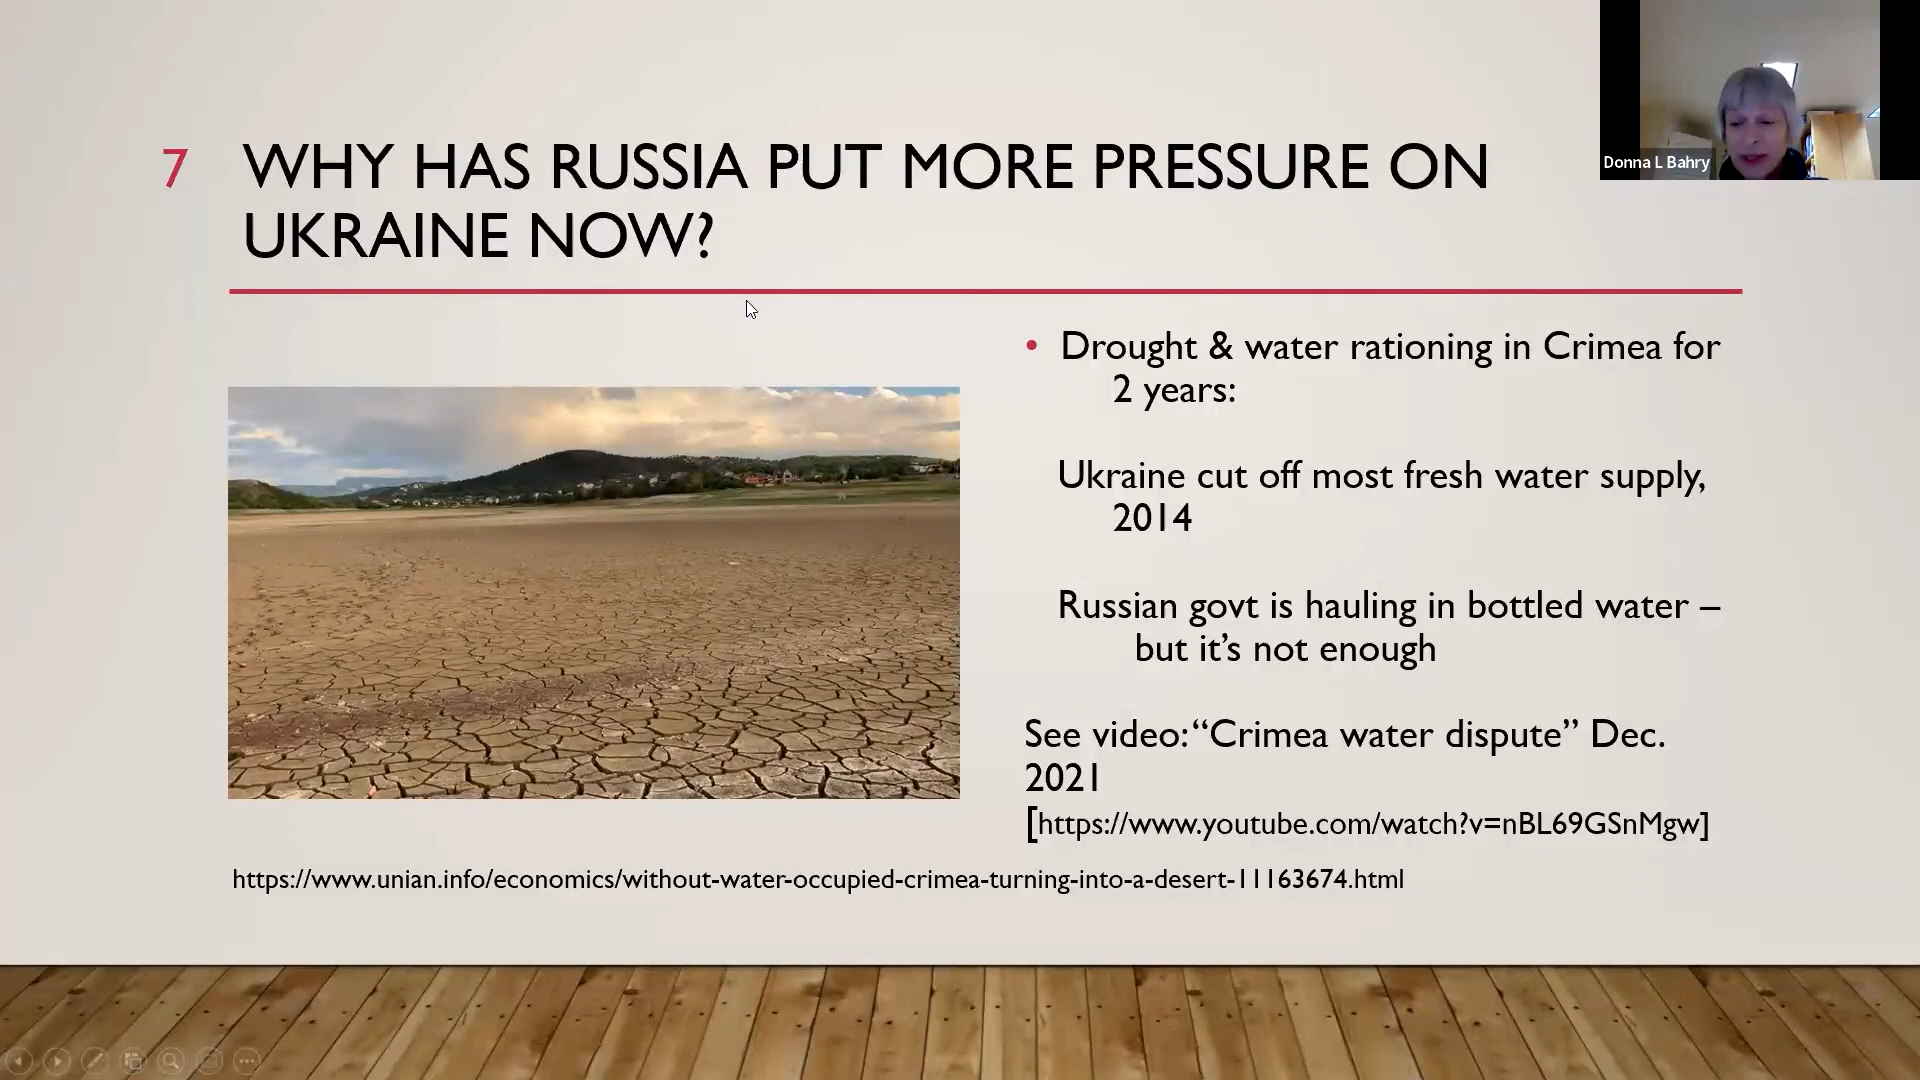 7
WHY HAS RUSSIA PUT MORE PRESSURE ON
UKRAINE NOW?
Donna L Bahry
• Drought & water rationing in Crimea for
2 years:
Ukraine cut off most fresh water supply,
2014
Russian govt is hauling in bottled water –
but it’s not enough
See video: “Crimea water dispute” Dec.
2021
[https://www.youtube.com/watch?v=nBL69GSnMgw]
https://www.unian.info/economics/without-water-occupied-crimea-turning-into-a-desert-11163674.html